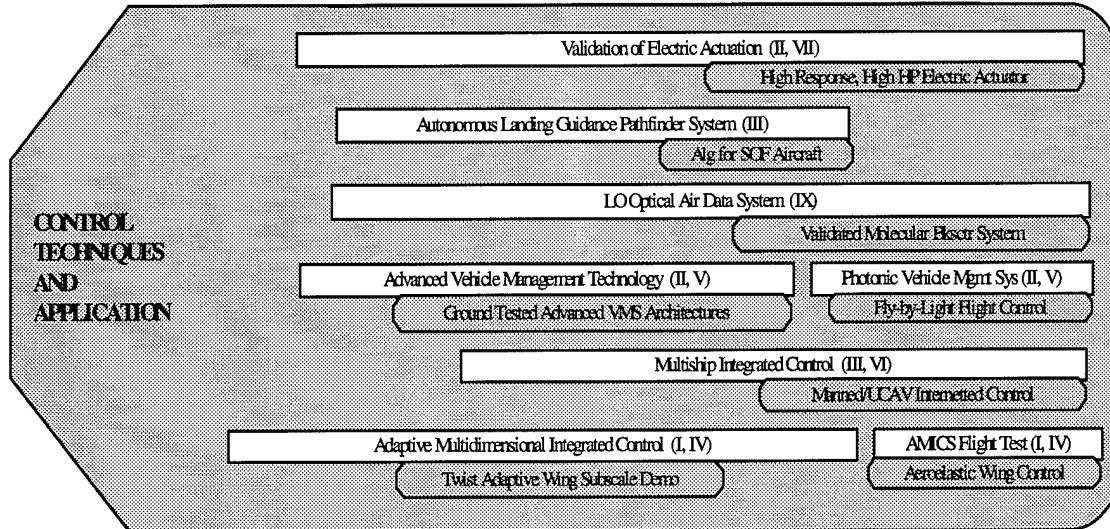 CONTROL
TECHNIQUES
AND
APPLICATION
Validation of Electric Actuation (II, VII)
High Response, High HP Electric Actuator
Autonomous Landing Guidance Pathfinder System (III)
Alg for SOF Aircraft
LO Optical Air Data System (IX)
Validated Molecular System
Advanced Vehicle Management Technology (II, V)
Photonic Vehicle Mgmt Sys (II, V)
Ground Tested Advanced VMS Architectures
Fly-by-Light Flight Control
Multiship Integrated Control (III, VI)
Manned/UCAV Internetted Control
Adaptive Multidimensional Integrated Control (I, IV)
AMICS Flight Test (I, IV)
Twist Adaptive Wing Subscale Demo
Aeroelastic Wing Control